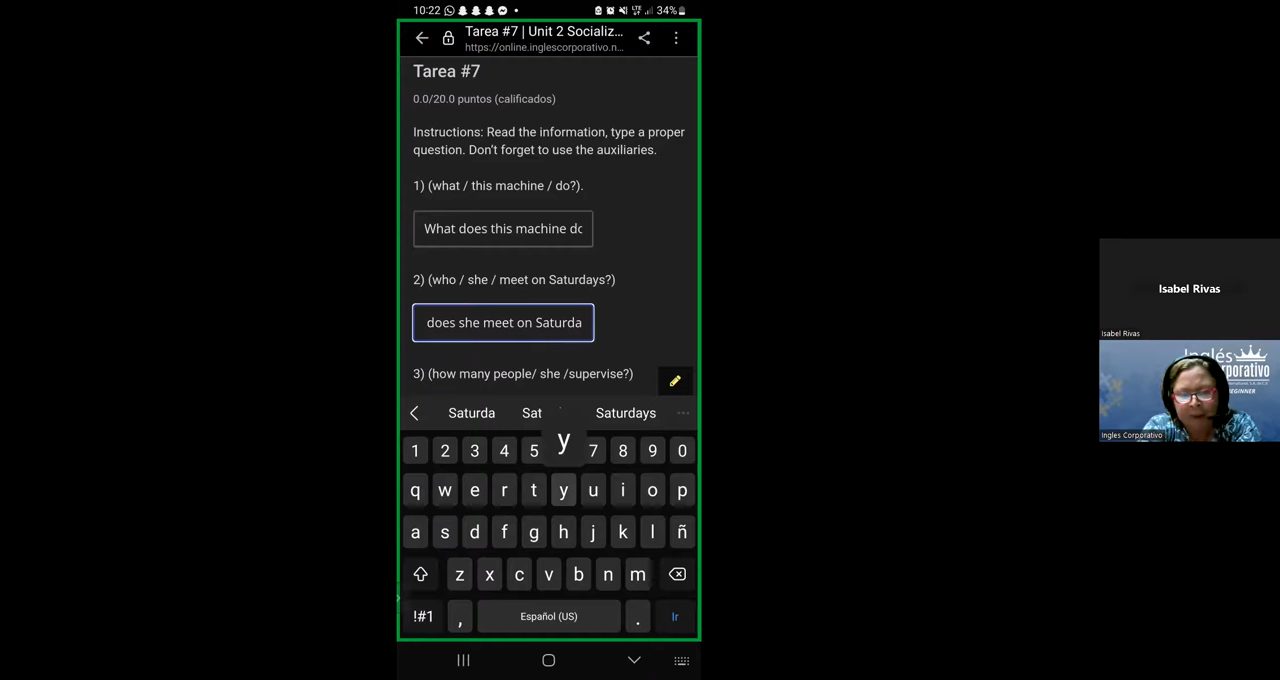 10:22 LTE 34%
Tarea #7 | Unit 2 Socializ...
https://online.inglescorporativo.n...
Tarea #7
0.0/20.0 puntos (calificados)
Instructions: Read the information, type a proper
question. Don't forget to use the auxiliaries.
1) (what / this machine / do?).
What does this machine do
2) (who / she / meet on Saturdays?)
does she meet on Saturda
3) (how many people/ she /supervise?)
Saturda Sat Saturdays
y
1 2 3 4 5 7 8 9 0
q w e r t y u i o p
a s d f g h j k l ñ
z x c v b n m
!#1 , Español (US) . Ir
Isabel Rivas
Isabel Rivas
Inglés
BEGINNER
Ingles Corporativo